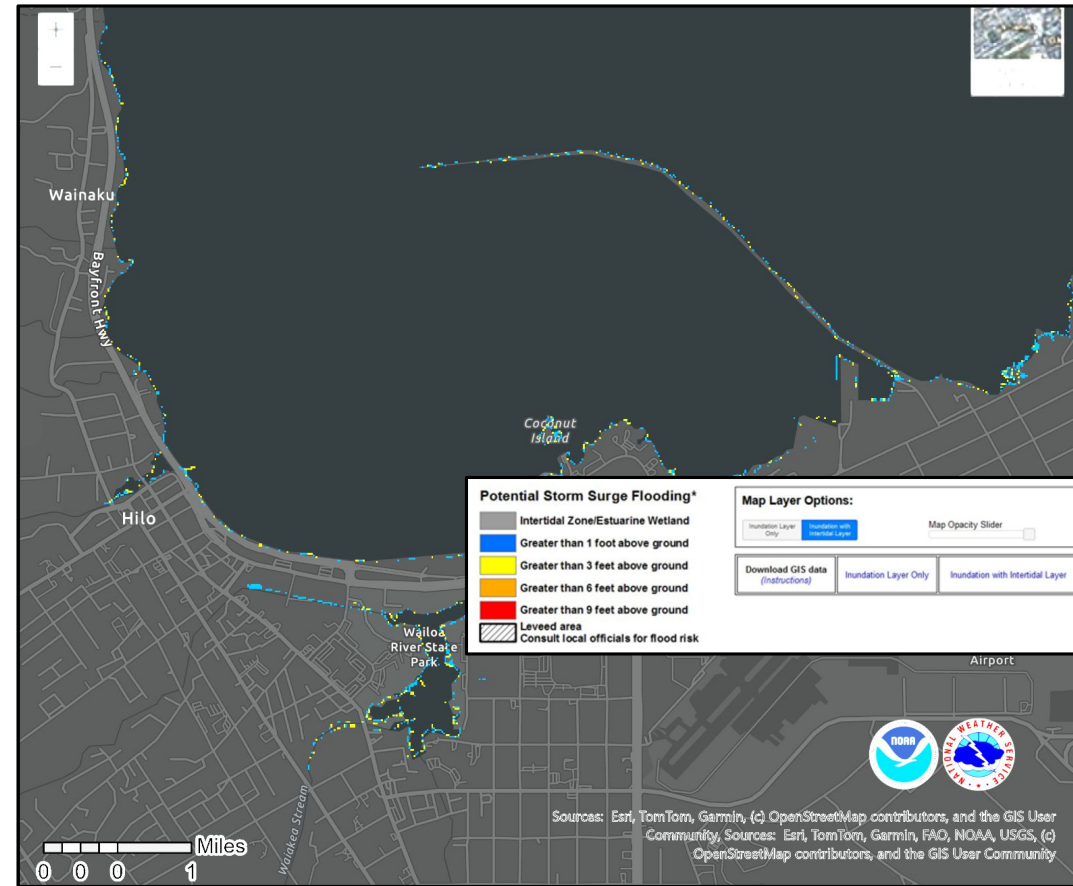 +
−
Wainaku
Bayfront Hwy
Coconut
Island
Hilo
Potential Storm Surge Flooding*
Intertidal Zone/Estuarine Wetland
Greater than 1 foot above ground
Greater than 3 feet above ground
Greater than 6 feet above ground
Greater than 9 feet above ground
Leveed area
Consult local officials for flood risk
Map Layer Options:
Inundation Layer
Only
Inundation with
Intertidal Layer
Map Opacity Slider
Download GIS data
(Instructions)
Inundation Layer Only
Inundation with Intertidal Layer
Wailoa
River State
Park
Airport
Waiakea Stream
NOAA
NATIONAL WEATHER SERVICE
Sources: Esri, TomTom, Garmin, (c) OpenStreetMap contributors, and the GIS User
Community, Sources: Esri, TomTom, Garmin, FAO, NOAA, USGS, (c)
OpenStreetMap contributors, and the GIS User Community
Miles
0 0 0 1